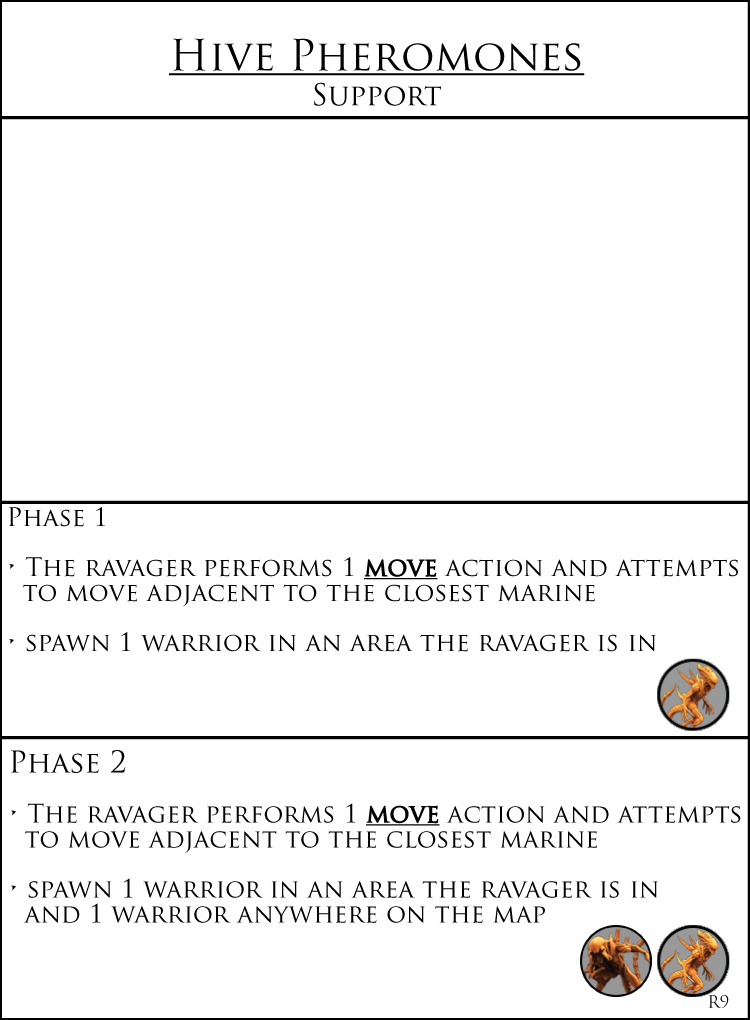 Hive Pheromones
Support
Phase 1
‣ The ravager performs 1 move action and attempts
to move adjacent to the closest marine
‣ spawn 1 warrior in an area the ravager is in
Phase 2
‣ The ravager performs 1 move action and attempts
to move adjacent to the closest marine
‣ spawn 1 warrior in an area the ravager is in
and 1 warrior anywhere on the map
R9